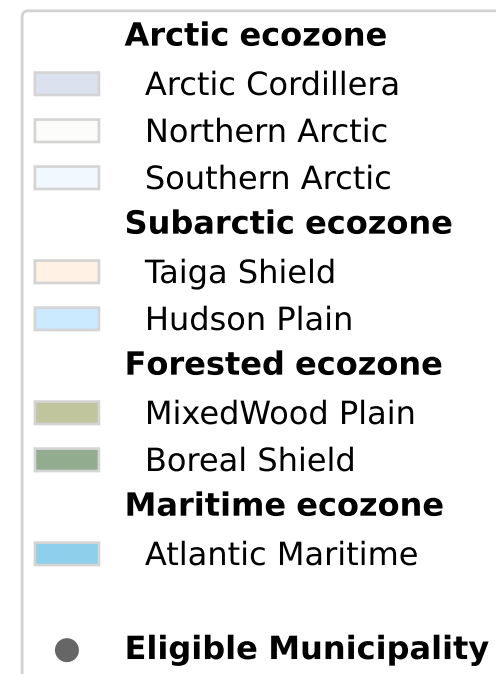 Arctic ecozone
Arctic Cordillera
Northern Arctic
Southern Arctic
Subarctic ecozone
Taiga Shield
Hudson Plain
Forested ecozone
MixedWood Plain
Boreal Shield
Maritime ecozone
Atlantic Maritime
Eligible Municipality